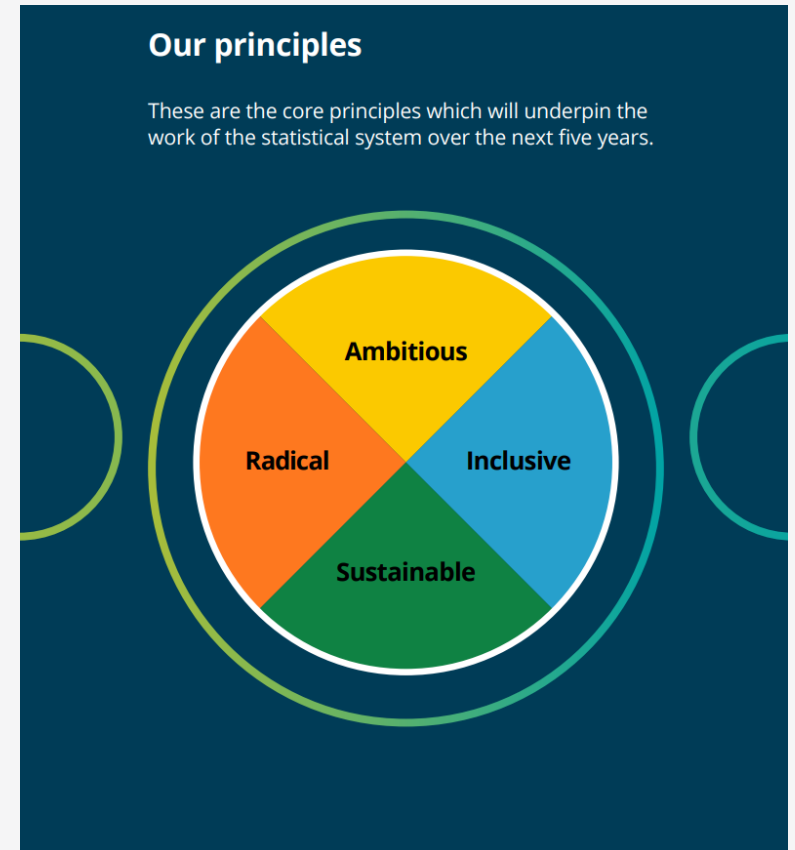 Our principles
These are the core principles which will underpin the
work of the statistical system over the next five years.
Ambitious
Radical
Inclusive
Sustainable